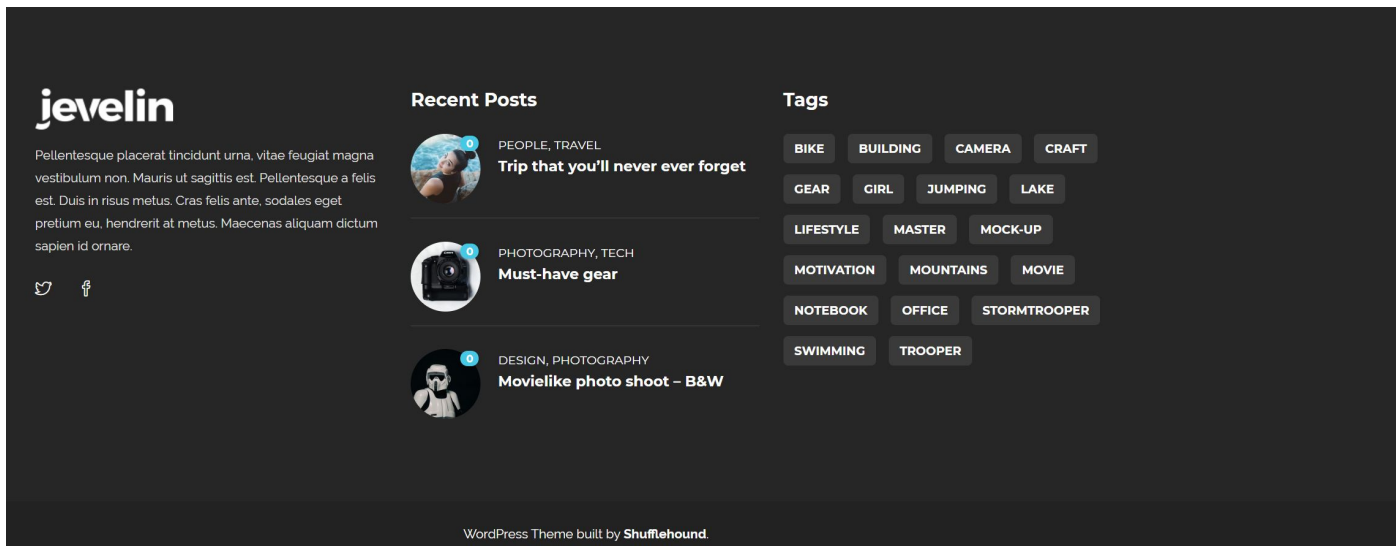 jevelin
Pellentesque placerat tincidunt urna, vitae feugiat magna
vestibulum non. Mauris ut sagittis est. Pellentesque a felis
est. Duis in risus metus. Cras felis ante, sodales eget
pretium eu, hendrerit at metus. Maecenas aliquam dictum
sapien id ornare.
Recent Posts
0
PEOPLE, TRAVEL
Trip that you’ll never ever forget
0
PHOTOGRAPHY, TECH
Must-have gear
0
DESIGN, PHOTOGRAPHY
Movielike photo shoot – B&W
Tags
BIKE BUILDING CAMERA CRAFT
GEAR GIRL JUMPING LAKE
LIFESTYLE MASTER MOCK-UP
MOTIVATION MOUNTAINS MOVIE
NOTEBOOK OFFICE STORMTROOPER
SWIMMING TROOPER
WordPress Theme built by Shufflehound.